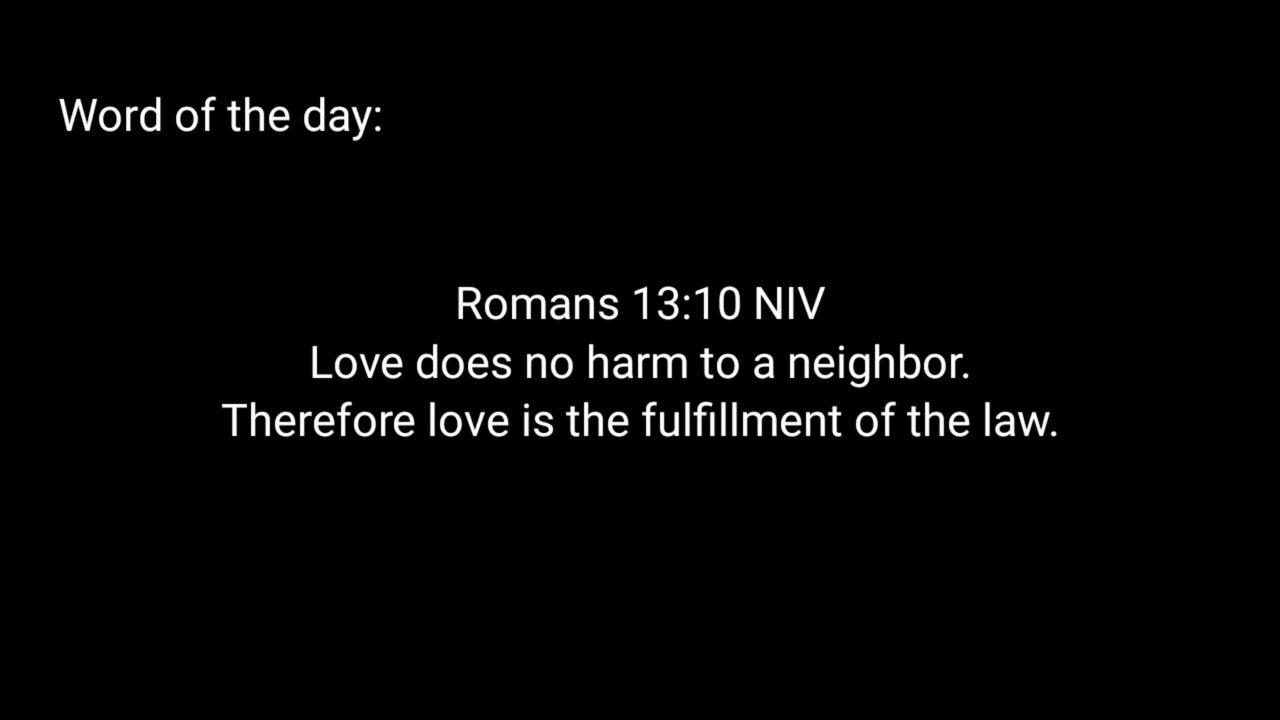 Word of the day:
Romans 13:10 NIV
Love does no harm to a neighbor.
Therefore love is the fulfillment of the law.